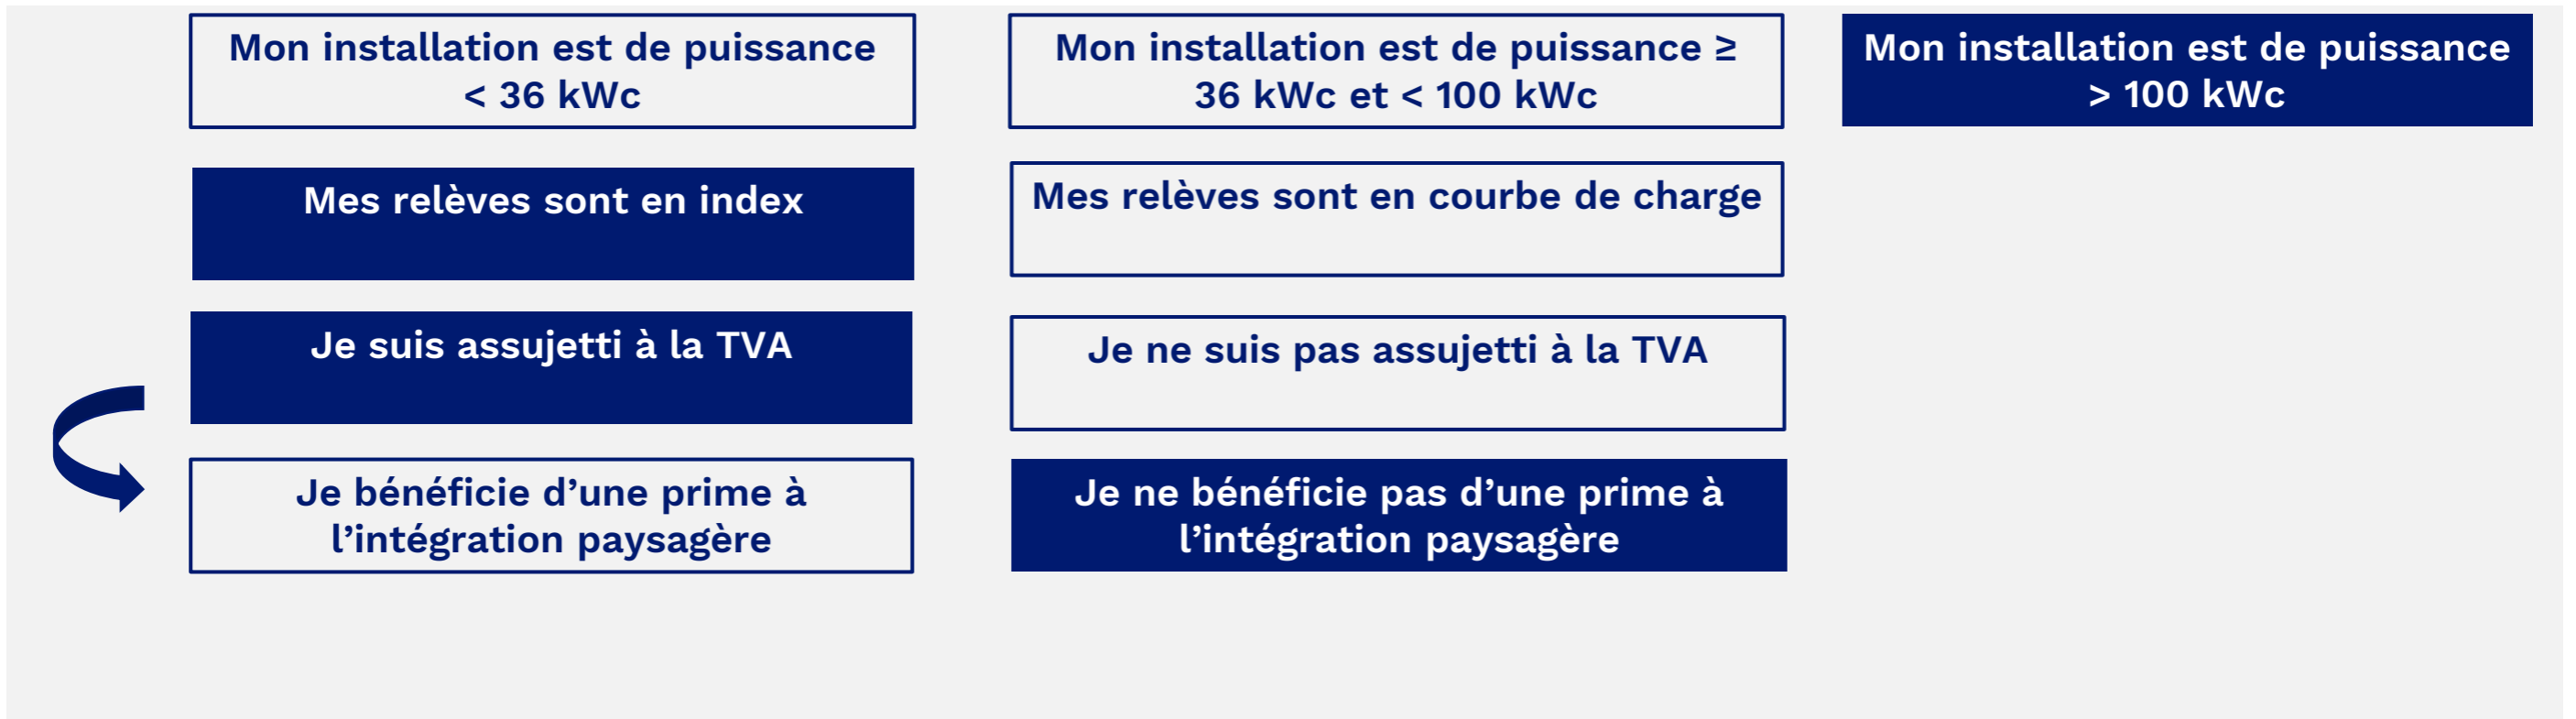 Mon installation est de puissance
< 36 kWc
Mon installation est de puissance ≥
36 kWc et < 100 kWc
Mon installation est de puissance
> 100 kWc
Mes relèves sont en index
Mes relèves sont en courbe de charge
Je suis assujetti à la TVA
Je ne suis pas assujetti à la TVA
Je bénéficie d’une prime à
l’intégration paysagère
Je ne bénéficie pas d’une prime à
l’intégration paysagère